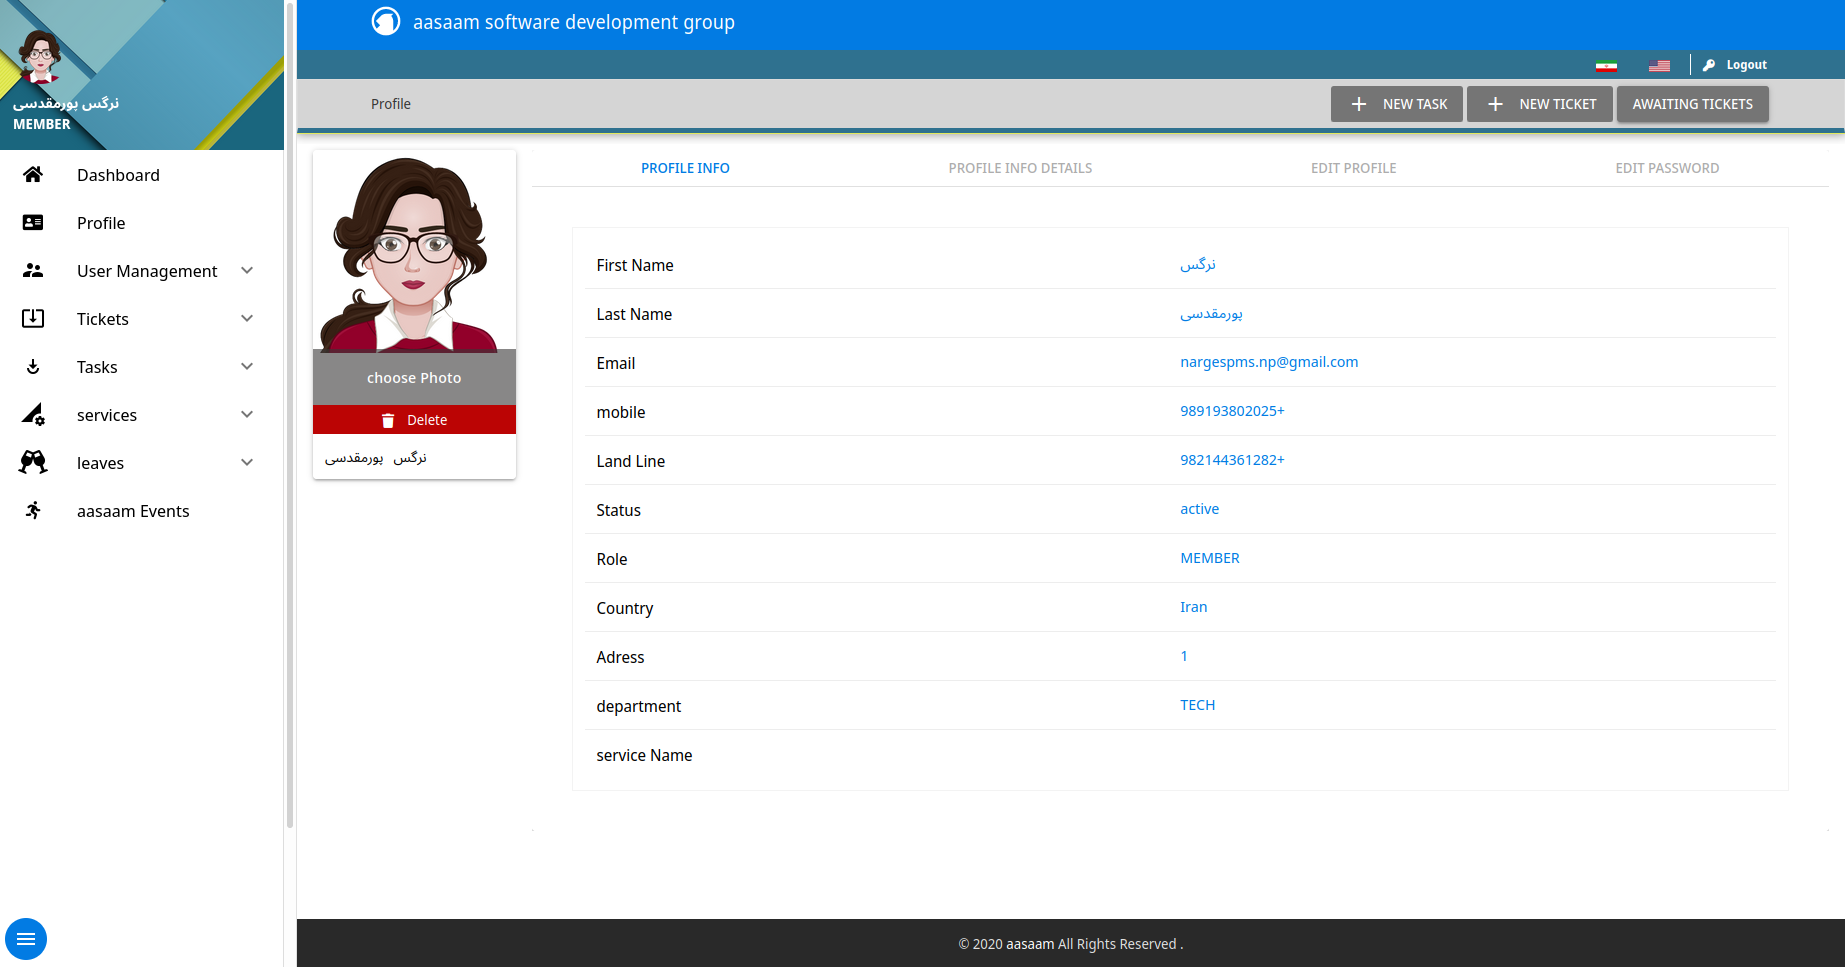 aasaam software development group
Logout
Profile
NEW TASK
NEW TICKET
AWAITING TICKETS
نرگس پورمقدسی
MEMBER
Dashboard
Profile
User Management
Tickets
Tasks
services
leaves
aasaam Events
choose Photo
Delete
نرگس پورمقدسی
PROFILE INFO
PROFILE INFO DETAILS
EDIT PROFILE
EDIT PASSWORD
First Name نرگس
Last Name پورمقدسی
Email nargespms.np@gmail.com
mobile 989193802025+
Land Line 982144361282+
Status active
Role MEMBER
Country Iran
Adress 1
department TECH
service Name
© 2020 aasaam All Rights Reserved .